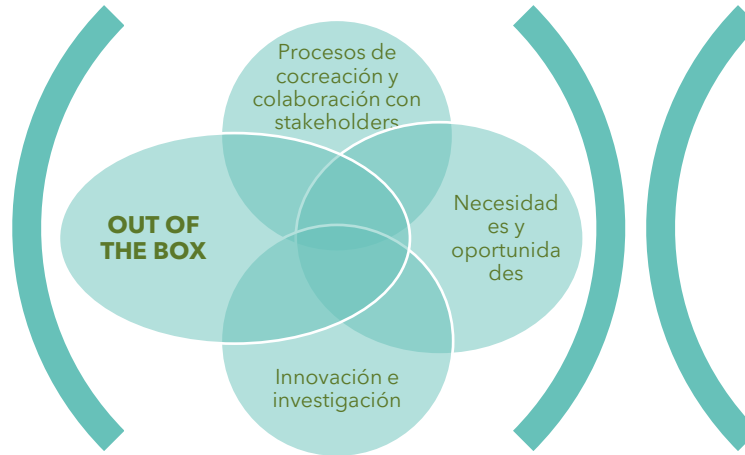 Procesos de
cocreación y
colaboración con
stakeholders
OUT OF
THE BOX
Necesidad
es y
oportunida
des
Innovación e
investigación